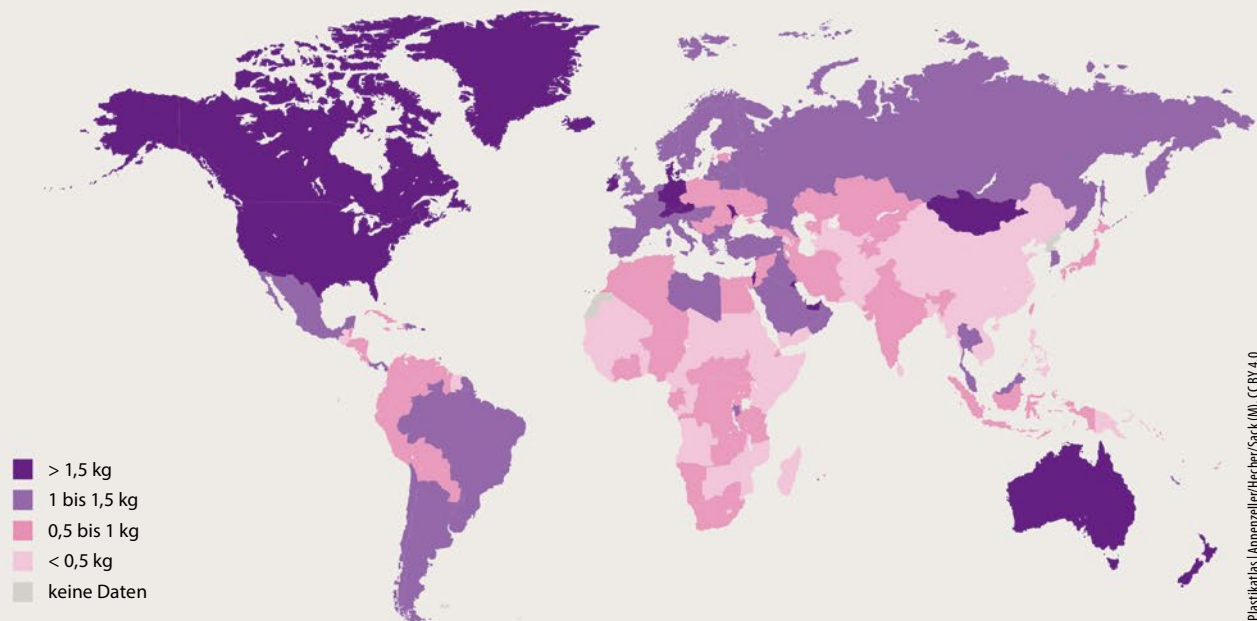 > 1,5 kg
1 bis 1,5 kg
0,5 bis 1 kg
< 0,5 kg
keine Daten
Plastikatlas | Appenzeller/Hecher/Sack (M), CC BY 4.0